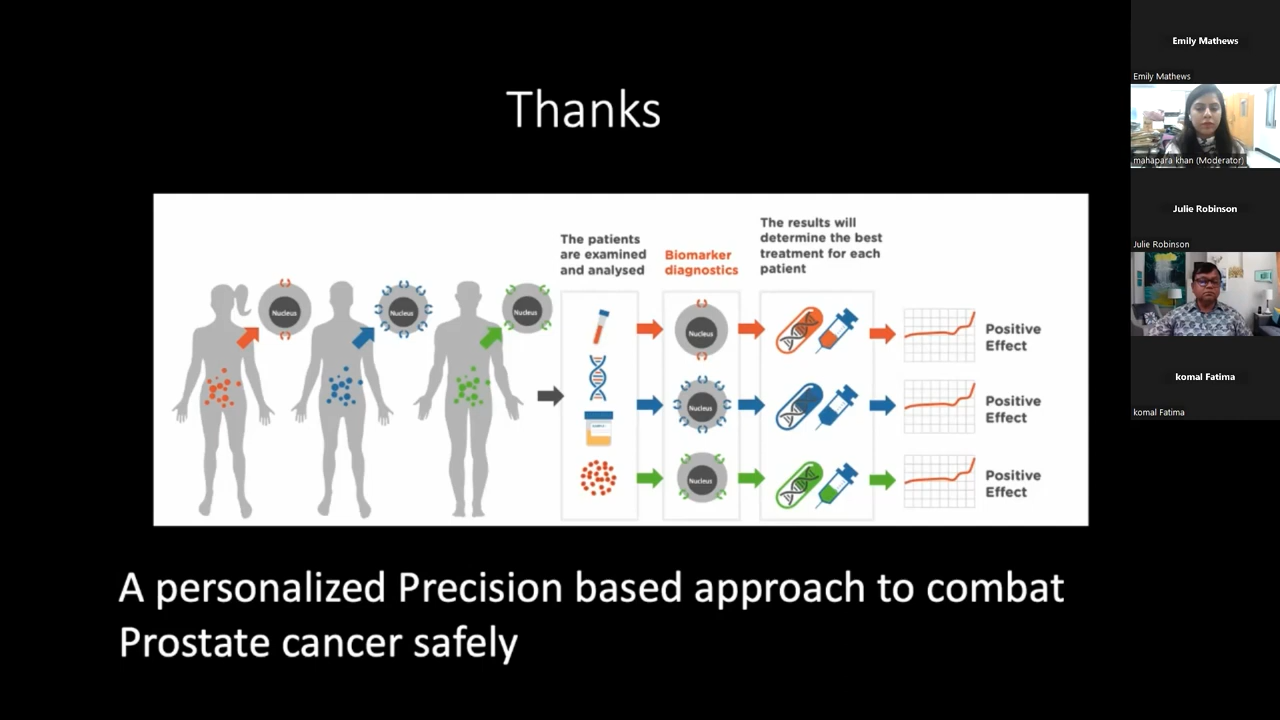 Thanks
The patients
are examined
and analysed
Biomarker
diagnostics
The results will
determine the best
treatment for each
patient
Nucleus
Nucleus
Nucleus
Nucleus
Positive
Effect
Nucleus
Positive
Effect
Nucleus
Positive
Effect
A personalized Precision based approach to combat
Prostate cancer safely
Emily Mathews
Emily Mathews
mahapara khan (Moderator)
Julie Robinson
Julie Robinson
komal Fatima
komal Fatima